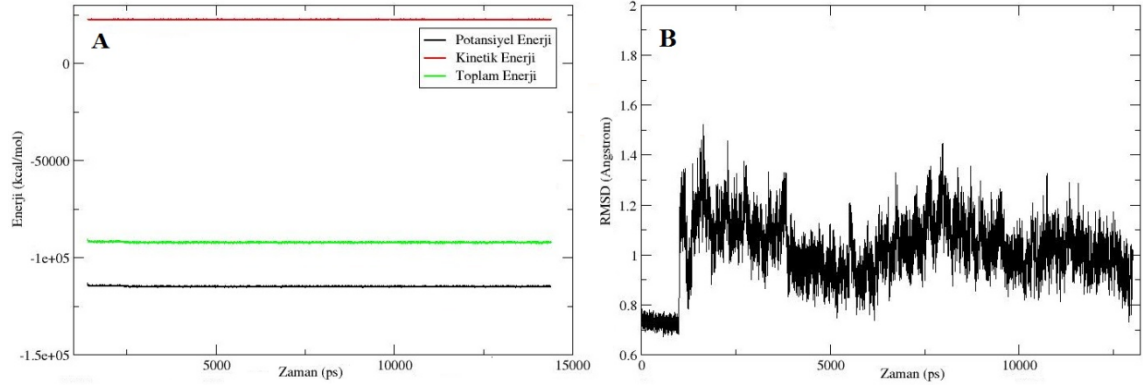 A
Potansiyel Enerji
Kinetik Enerji
Toplam Enerji
Enerji (kcal/mol)
0
-50000
-1e+05
-1.5e+05
5000
10000
15000
Zaman (ps)
B
RMSD (Angstrom)
2
1.8
1.6
1.4
1.2
1
0.8
0.6
0
5000
10000
Zaman (ps)